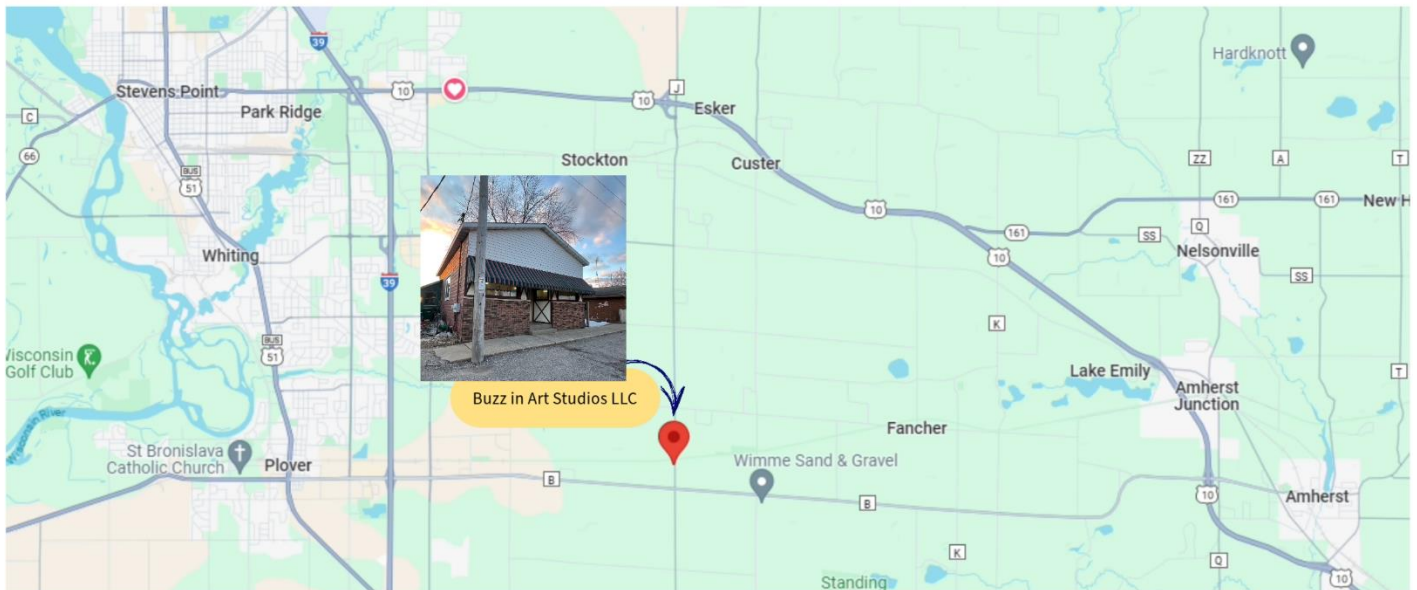 39
Hardknott
Stevens Point
10
10
J
Esker
C
Park Ridge
66
Stockton
Custer
ZZ
A
T
BUS
51
161
161
New H
10
161
SS
Q
Whiting
Nelsonville
39
10
SS
K
BUS
51
Wisconsin
Golf Club
Lake Emily
T
Amherst
Junction
Buzz in Art Studios LLC
Wisconsin River
Fancher
St Bronislava
Catholic Church
Plover
Wimme Sand & Gravel
B
B
10
Amherst
K
Q
Standing
10